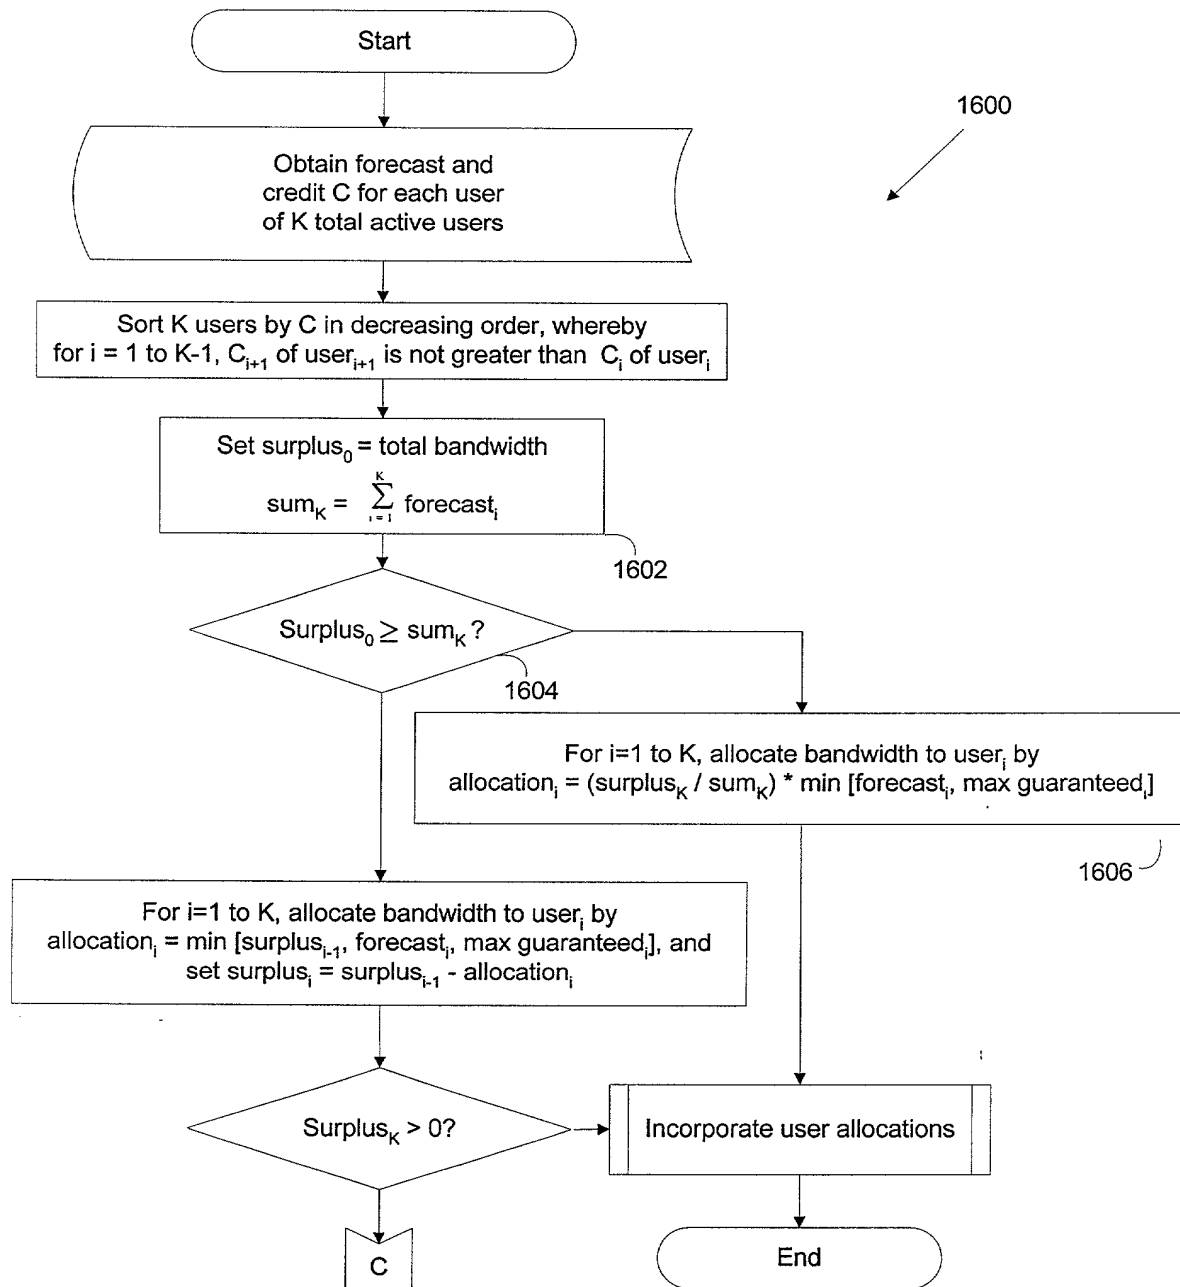 Start
1600
Obtain forecast and
credit C for each user
of K total active users
Sort K users by C in decreasing order, whereby
for i = 1 to K-1, C_{i+1} of user_{i+1} is not greater than C_i of user_i
Set surplus_0 = total bandwidth
sum_K = \sum_{i=1}^{K} forecast_i
1602
Surplus_0 ≥ sum_K ?
1604
For i=1 to K, allocate bandwidth to user_i by
allocation_i = (surplus_K / sum_K) * min [forecast_i, max guaranteed_i]
1606
For i=1 to K, allocate bandwidth to user_i by
allocation_i = min [surplus_{i-1}, forecast_i, max guaranteed_i], and
set surplus_i = surplus_{i-1} - allocation_i
Surplus_K > 0?
Incorporate user allocations
C
End